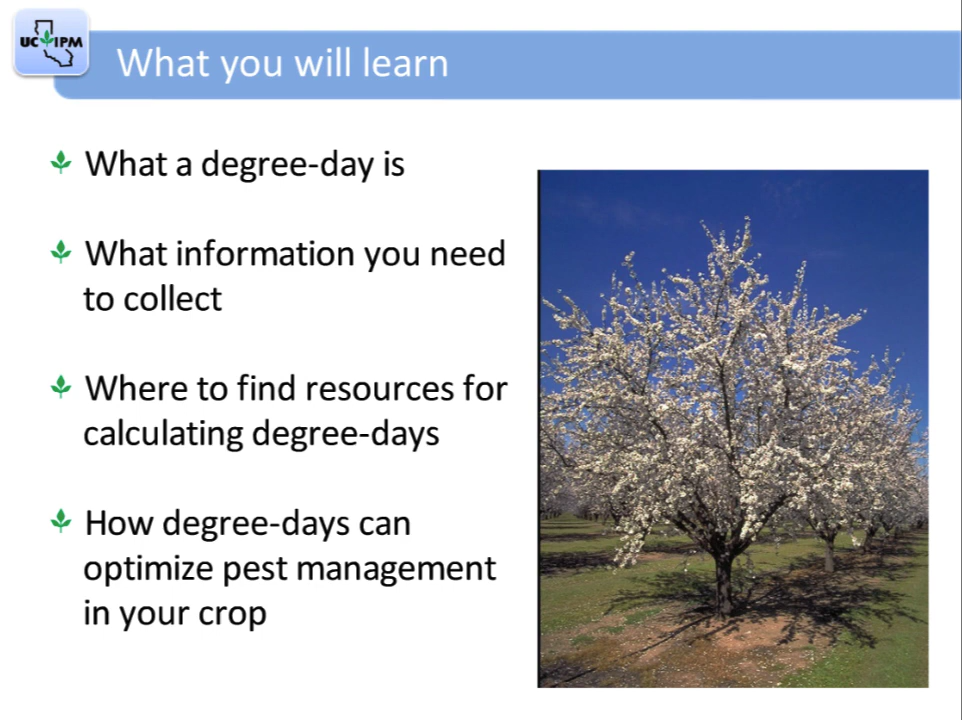 UC IPM
What you will learn
What a degree-day is
What information you need
to collect
Where to find resources for
calculating degree-days
How degree-days can
optimize pest management
in your crop